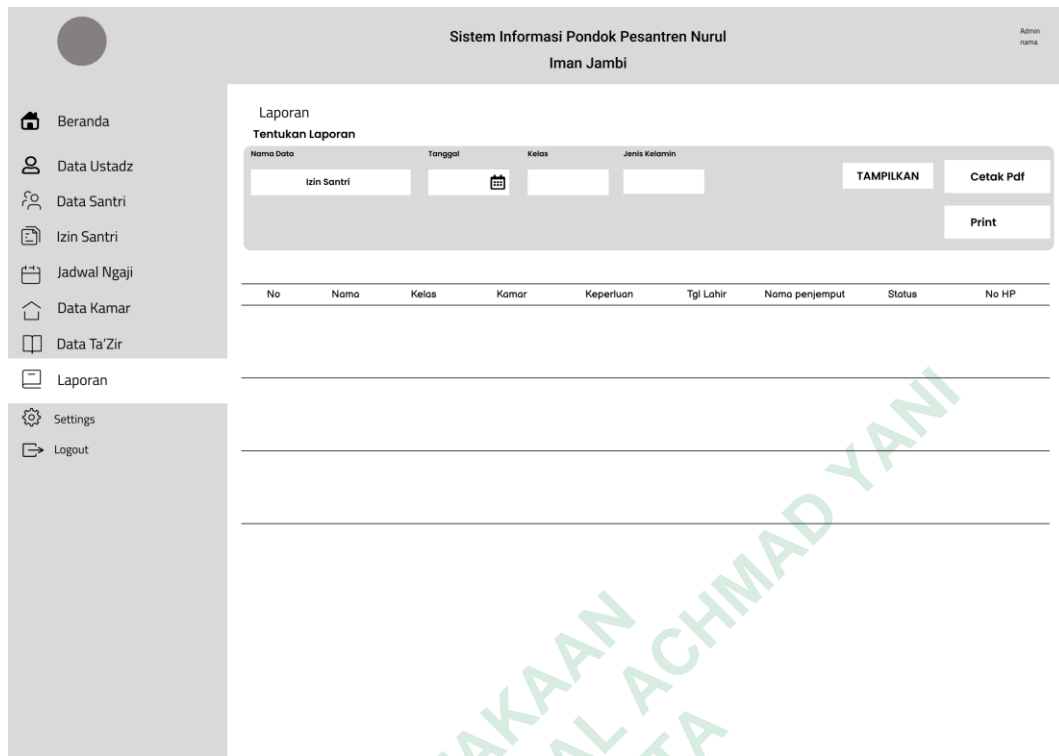 Sistem Informasi Pondok Pesantren Nurul
Iman Jambi
Admin
nama
Beranda
Data Ustadz
Data Santri
Izin Santri
Jadwal Ngaji
Data Kamar
Data Ta'Zir
Laporan
Settings
Logout
Laporan
Tentukan Laporan
Nama Data Tanggal Kelas Jenis Kelamin
Izin Santri TAMPILKAN Cetak Pdf
Print
No Nama Kelas Kamar Keperluan Tgl Lahir Nama penjemput Status No HP
ACHMAD YANI